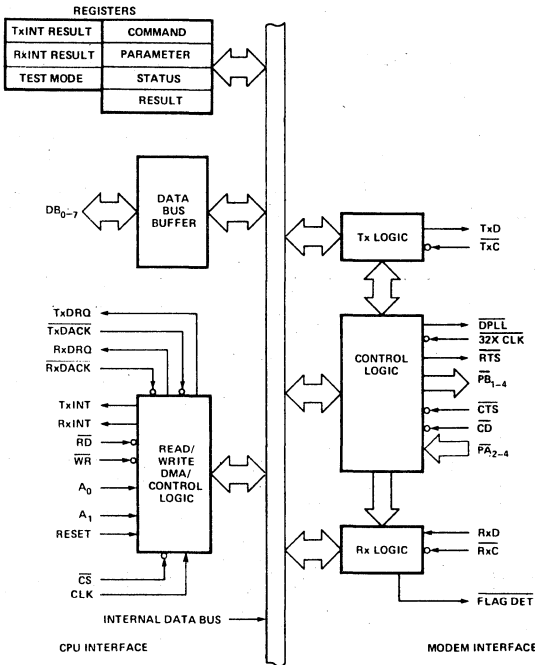 REGISTERS
TxINT RESULT COMMAND
RxINT RESULT PARAMETER
TEST MODE STATUS
RESULT
DB0-7
DATA
BUS
BUFFER
TxDRQ
TxDACK
RxDRQ
RxDACK
TxINT
RxINT
RD
WR
A0
A1
RESET
CS
CLK
READ/
WRITE
DMA/
CONTROL
LOGIC
INTERNAL DATA BUS
CPU INTERFACE
Tx LOGIC
TxD
TxC
CONTROL
LOGIC
DPLL
32X CLK
RTS
PB1-4
CTS
CD
PA2-4
Rx LOGIC
RxD
RxC
FLAG DET
MODEM INTERFACE